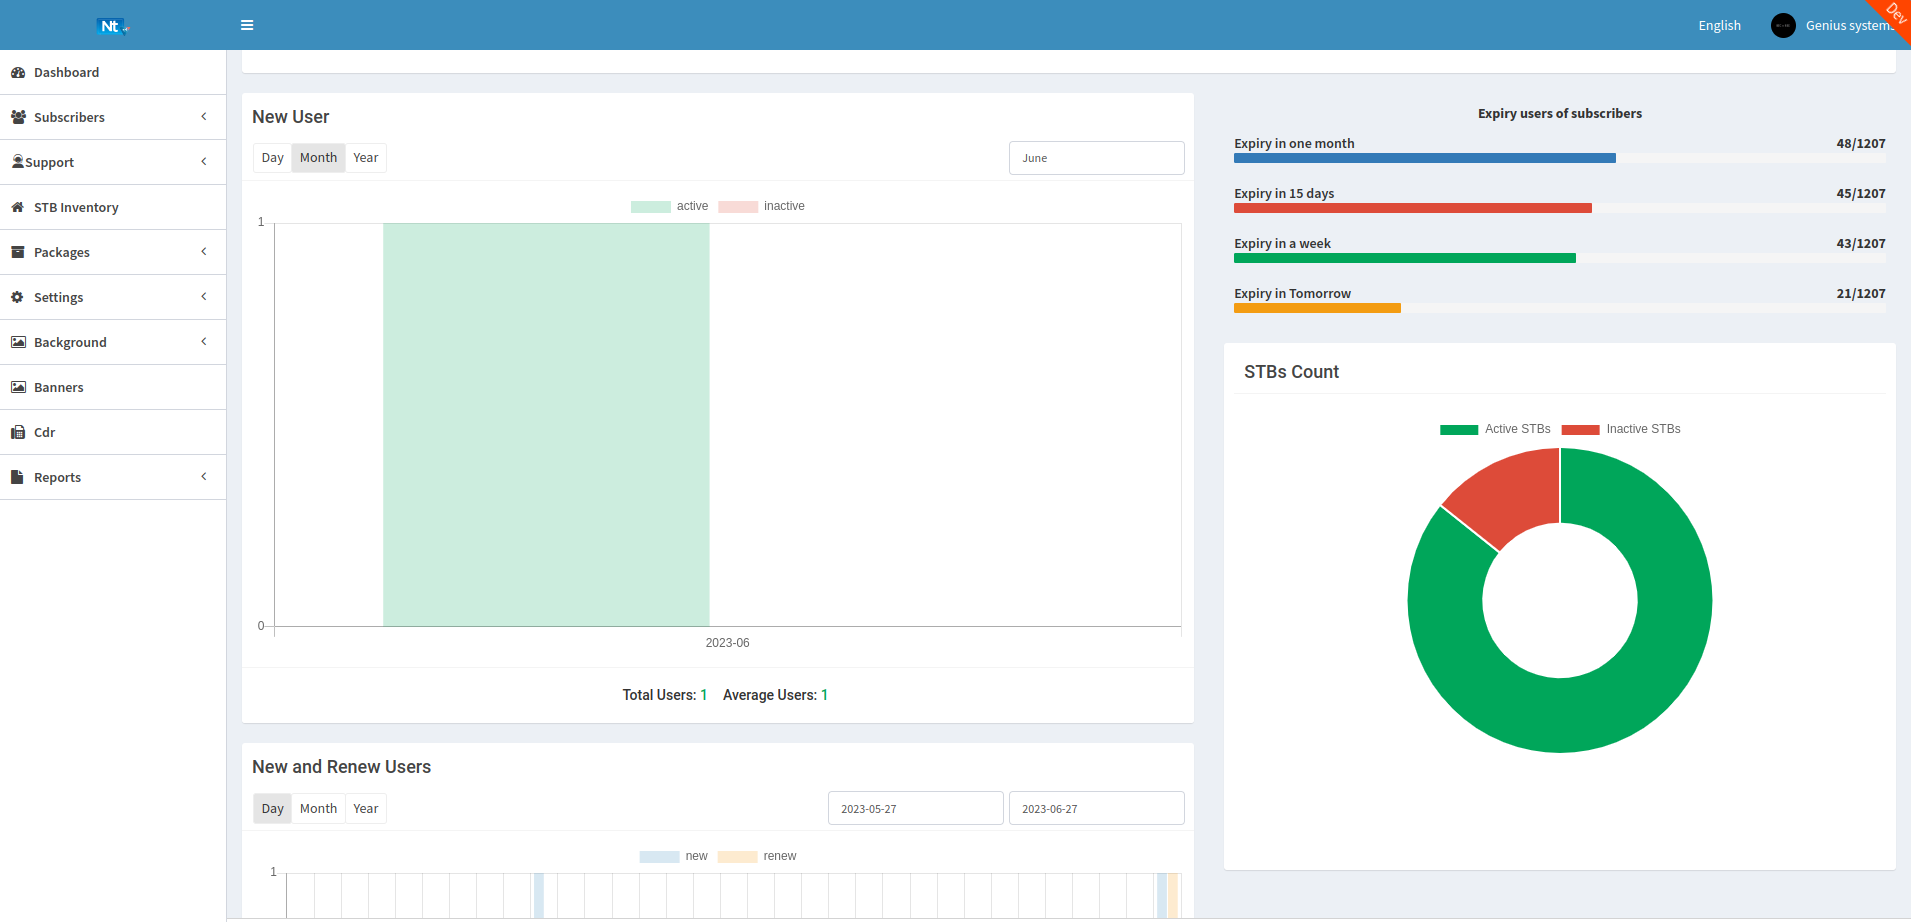 Nt
English
Genius systems
Dev
Dashboard
Subscribers
Support
STB Inventory
Packages
Settings
Background
Banners
Cdr
Reports
New User
Day Month Year
June
active inactive
1
0
2023-06
Total Users: 1 Average Users: 1
New and Renew Users
Day Month Year
2023-05-27
2023-06-27
new renew
1
Expiry users of subscribers
Expiry in one month 48/1207
Expiry in 15 days 45/1207
Expiry in a week 43/1207
Expiry in Tomorrow 21/1207
STBs Count
Active STBs Inactive STBs